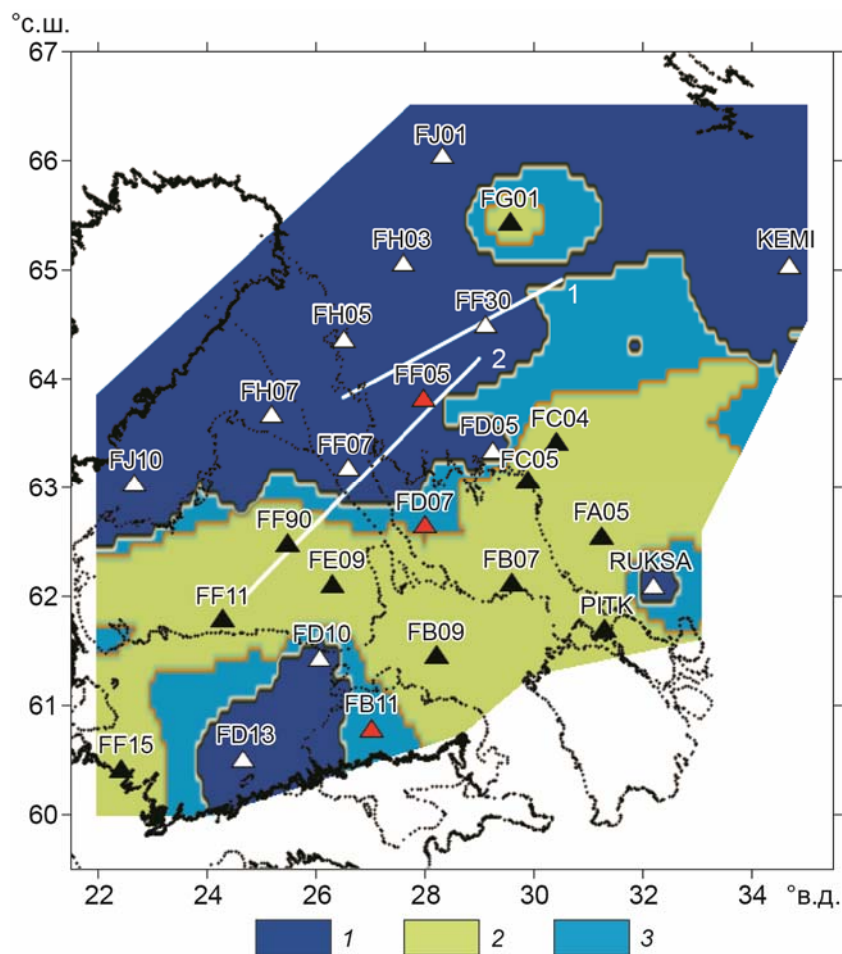 °с.ш.
67
66
65
64
63
62
61
60
FJ01
FG01
FH03
KEMI
FF30
1
FH05
2
FF05
FH07
FD05
FC04
FF07
FC05
FJ10
FD07
FF90
FA05
FE09
FB07
RUKSA
FF11
PITK
FB09
FD10
FB11
FF15
FD13
22 24 26 28 30 32 34 °в.д.
1 2 3